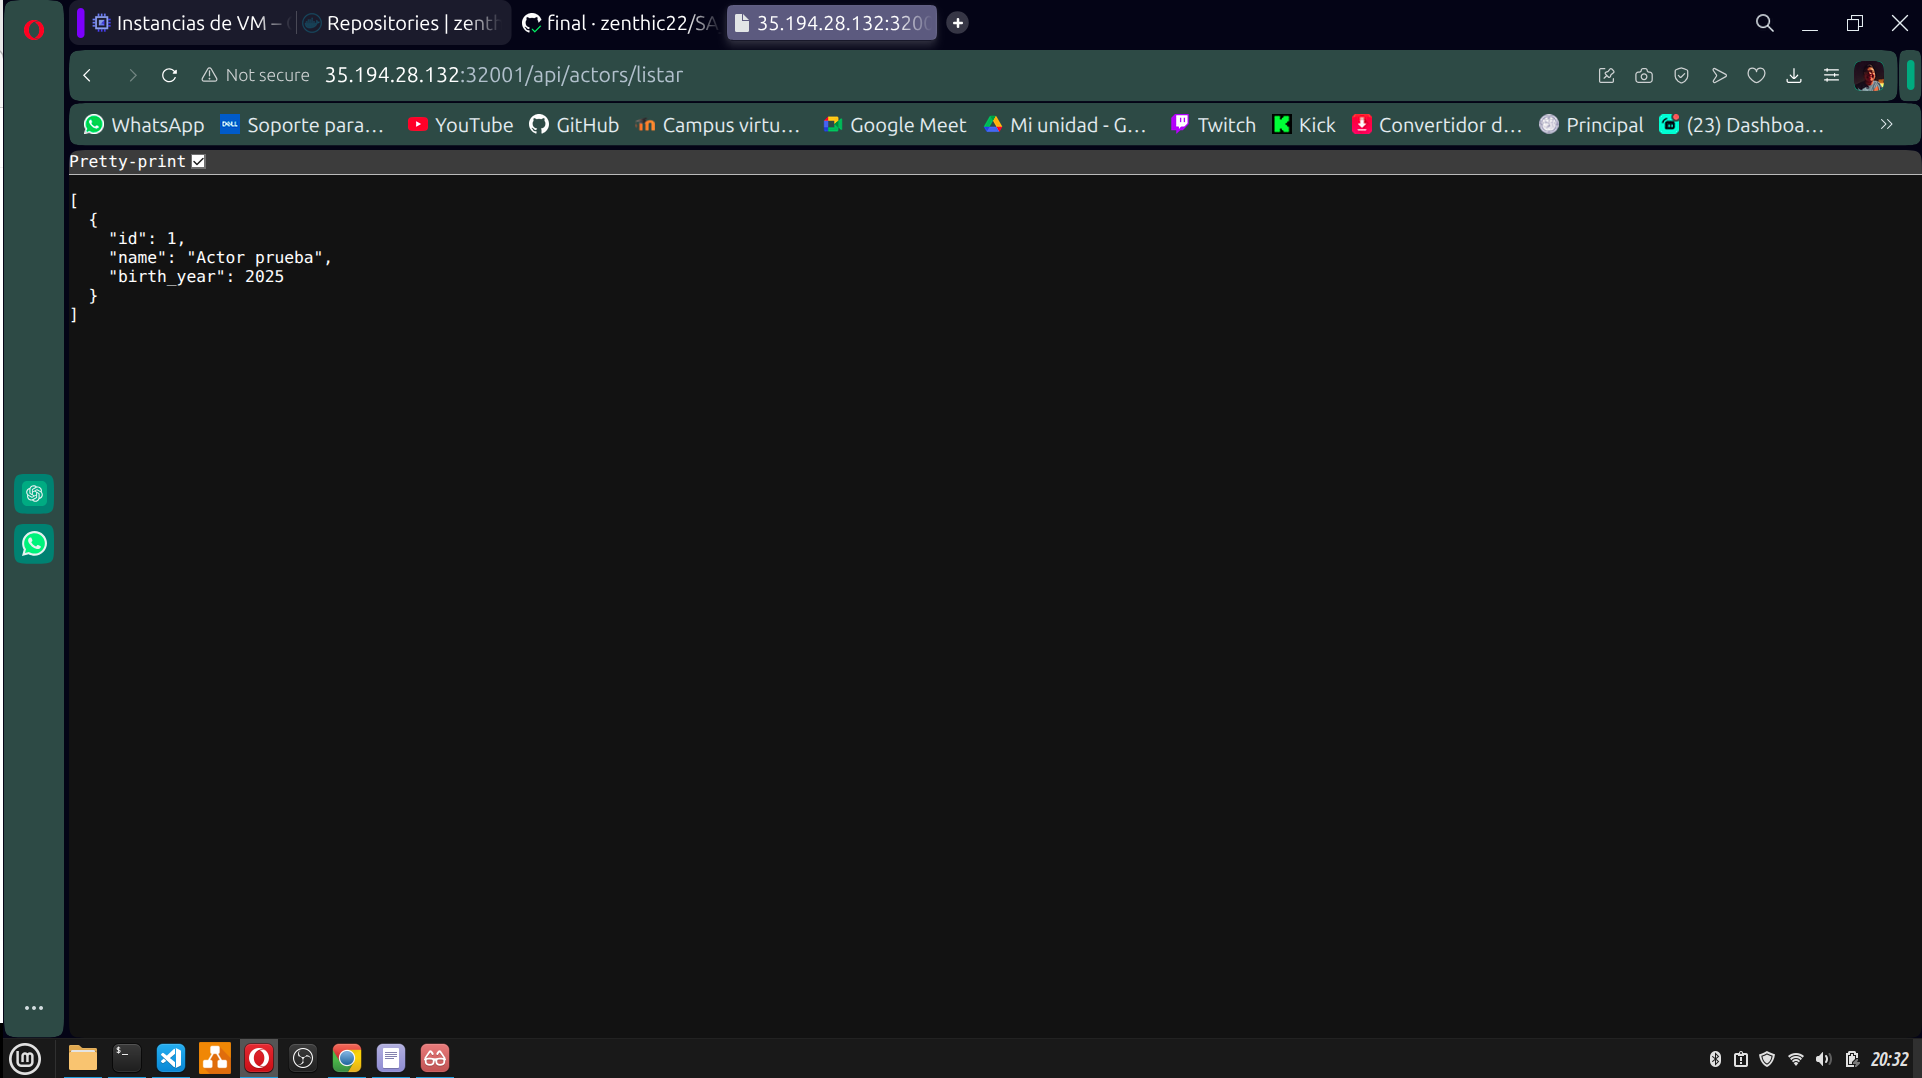 Instancias de VM –
Repositories | zenth
final · zenthic22/SA
35.194.28.132:3200
Not secure
35.194.28.132:32001/api/actors/listar
WhatsApp
DELL
Soporte para...
YouTube
GitHub
Campus virtu...
Google Meet
Mi unidad - G...
Twitch
Kick
Convertidor d...
Principal
(23) Dashboa...
Pretty-print
[
{
"id": 1,
"name": "Actor prueba",
"birth_year": 2025
}
]
20:32